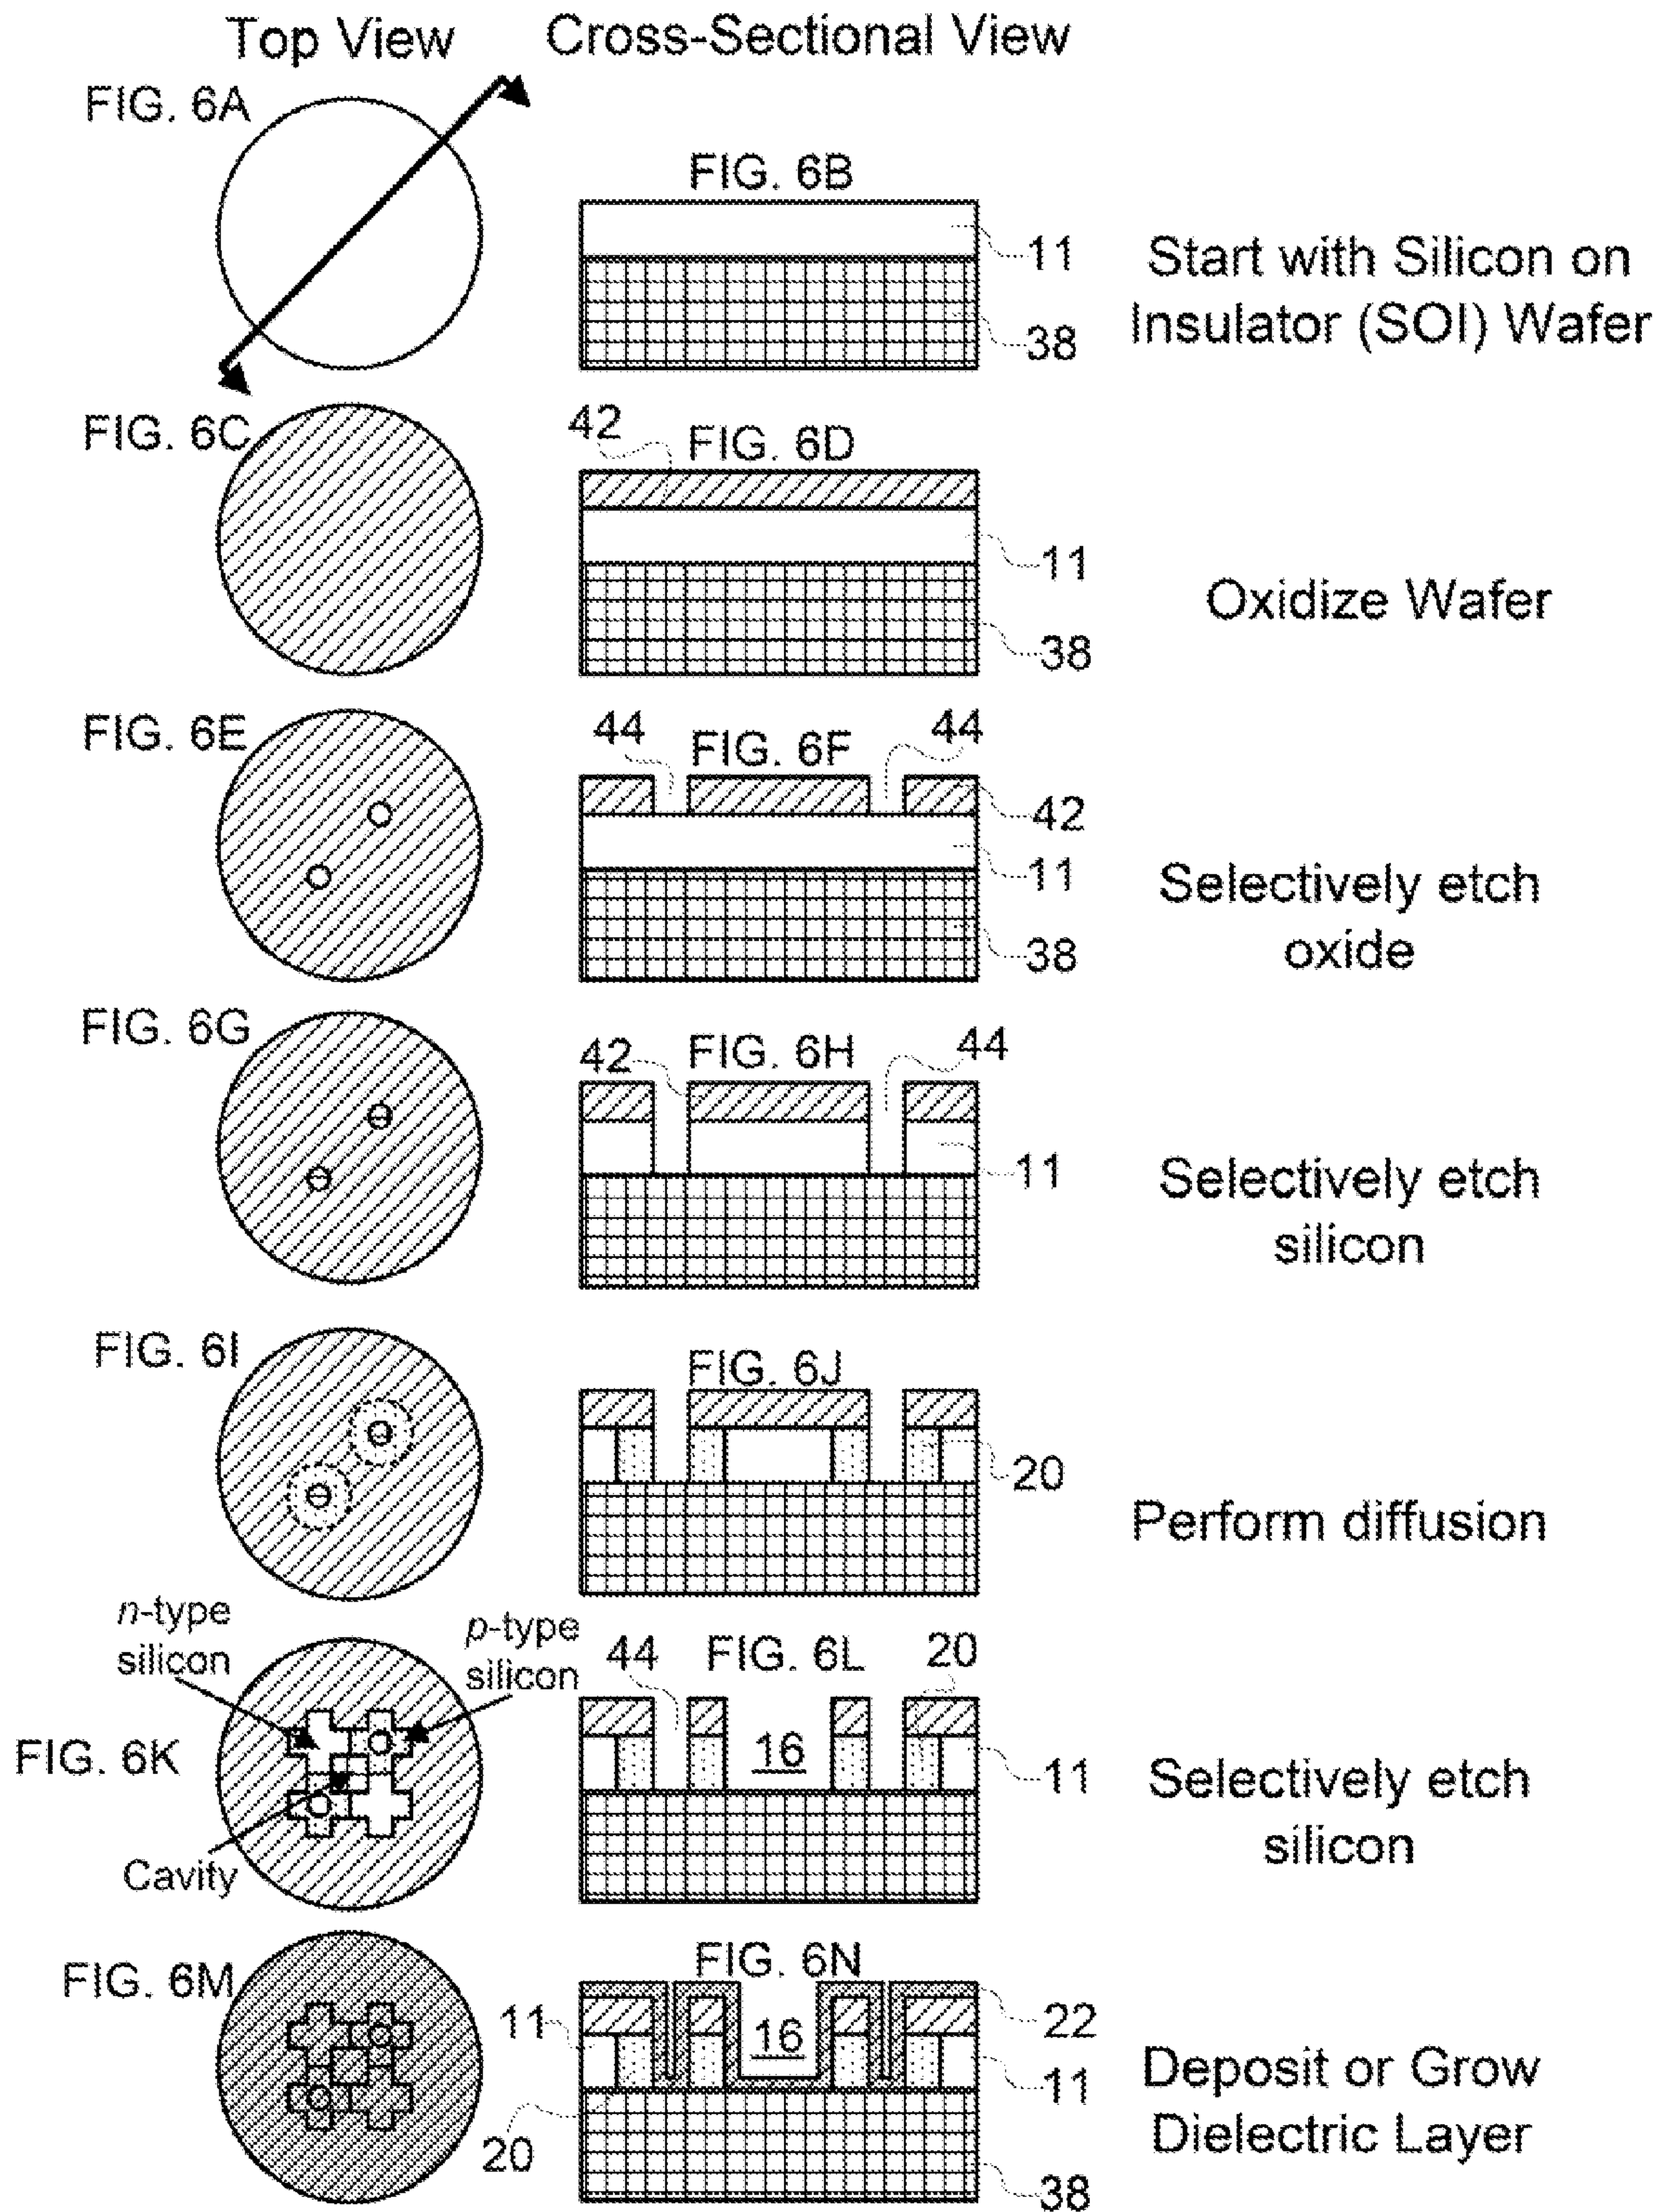 Top View
Cross-Sectional View
FIG. 6A
FIG. 6B
11
38
Start with Silicon on
Insulator (SOI) Wafer
FIG. 6C
42
FIG. 6D
11
38
Oxidize Wafer
FIG. 6E
44
FIG. 6F
44
42
11
38
Selectively etch
oxide
FIG. 6G
42
FIG. 6H
44
11
Selectively etch
silicon
FIG. 6I
FIG. 6J
20
Perform diffusion
n-type
silicon
p-type
silicon
FIG. 6K
Cavity
44
FIG. 6L
20
16
11
Selectively etch
silicon
FIG. 6M
FIG. 6N
11
16
22
11
20
38
Deposit or Grow
Dielectric Layer